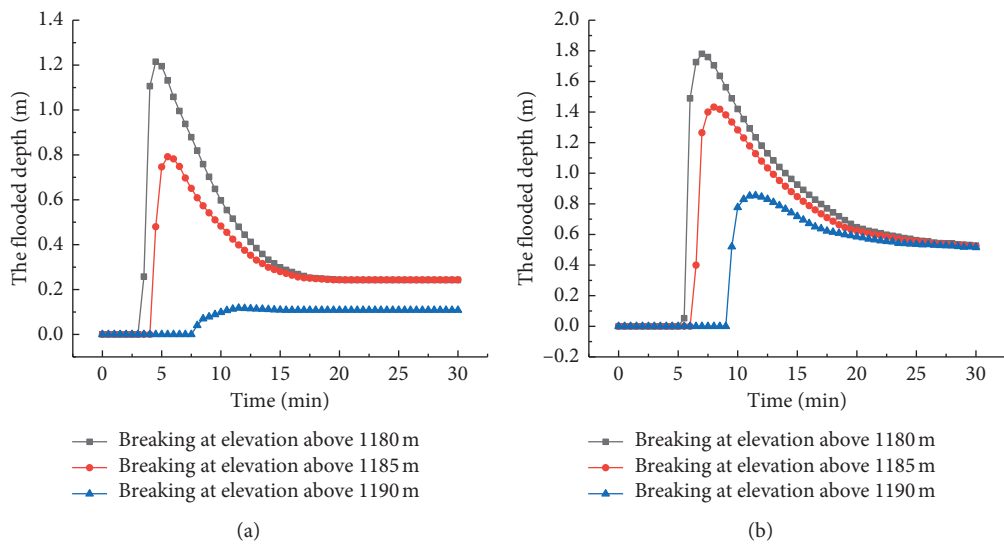 1.4
1.2
1.0
0.8
0.6
0.4
0.2
0.0
The flooded depth (m)
0 5 10 15 20 25 30
Time (min)
Breaking at elevation above 1180 m
Breaking at elevation above 1185 m
Breaking at elevation above 1190 m
(a)
2.0
1.8
1.6
1.4
1.2
1.0
0.8
0.6
0.4
0.2
0.0
−0.2
The flooded depth (m)
0 5 10 15 20 25 30
Time (min)
Breaking at elevation above 1180 m
Breaking at elevation above 1185 m
Breaking at elevation above 1190 m
(b)